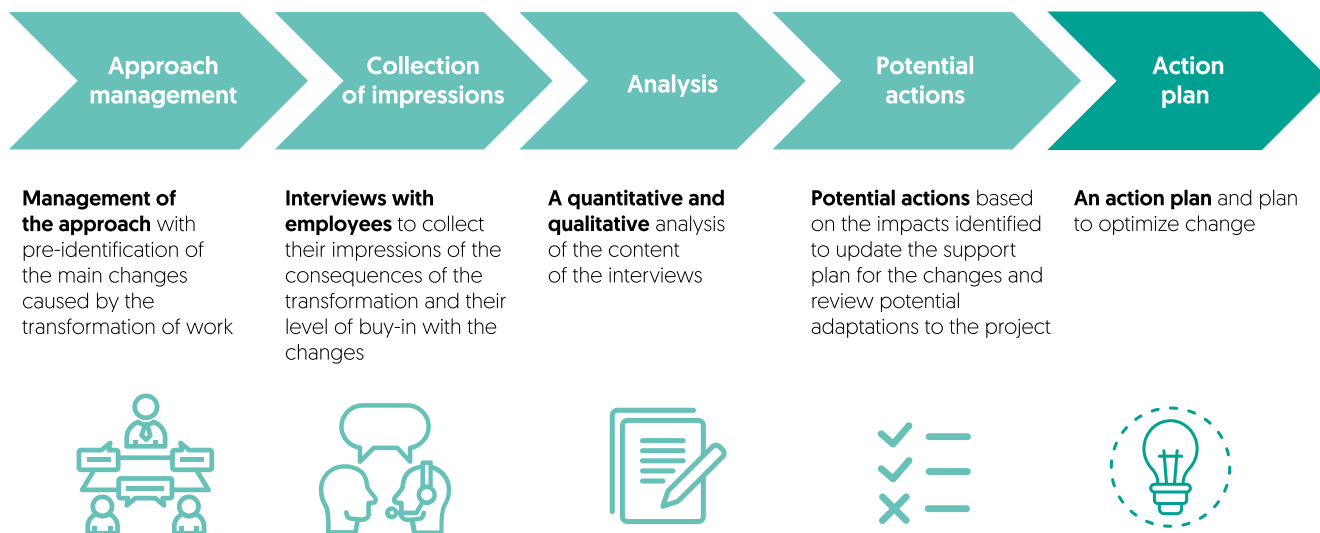 Approach
management
Collection
of impressions
Analysis
Potential
actions
Action
plan
Management of
the approach with
pre-identification of
the main changes
caused by the
transformation of work
Interviews with
employees to collect
their impressions of the
consequences of the
transformation and their
level of buy-in with the
changes
A quantitative and
qualitative analysis
of the content
of the interviews
Potential actions based
on the impacts identified
to update the support
plan for the changes and
review potential
adaptations to the project
An action plan and plan
to optimize change